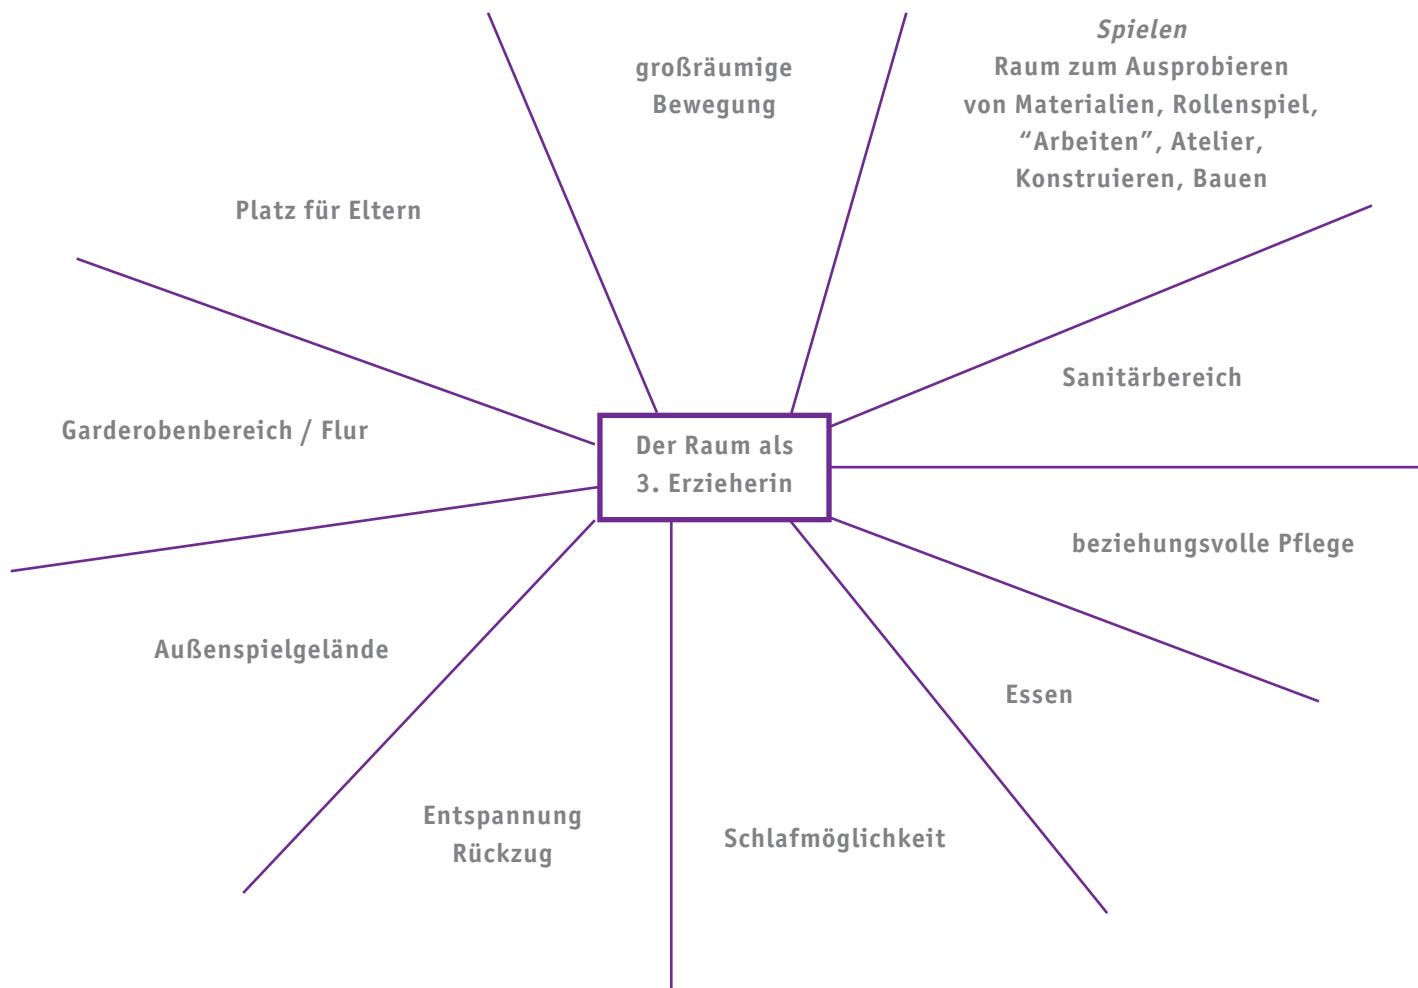 großräumige
Bewegung
Spielen
Raum zum Ausprobieren
von Materialien, Rollenspiel,
“Arbeiten”, Atelier,
Konstruieren, Bauen
Platz für Eltern
Sanitärbereich
Garderobenbereich / Flur
Der Raum als
3. Erzieherin
beziehungsvolle Pflege
Außenspielgelände
Essen
Entspannung
Rückzug
Schlafmöglichkeit